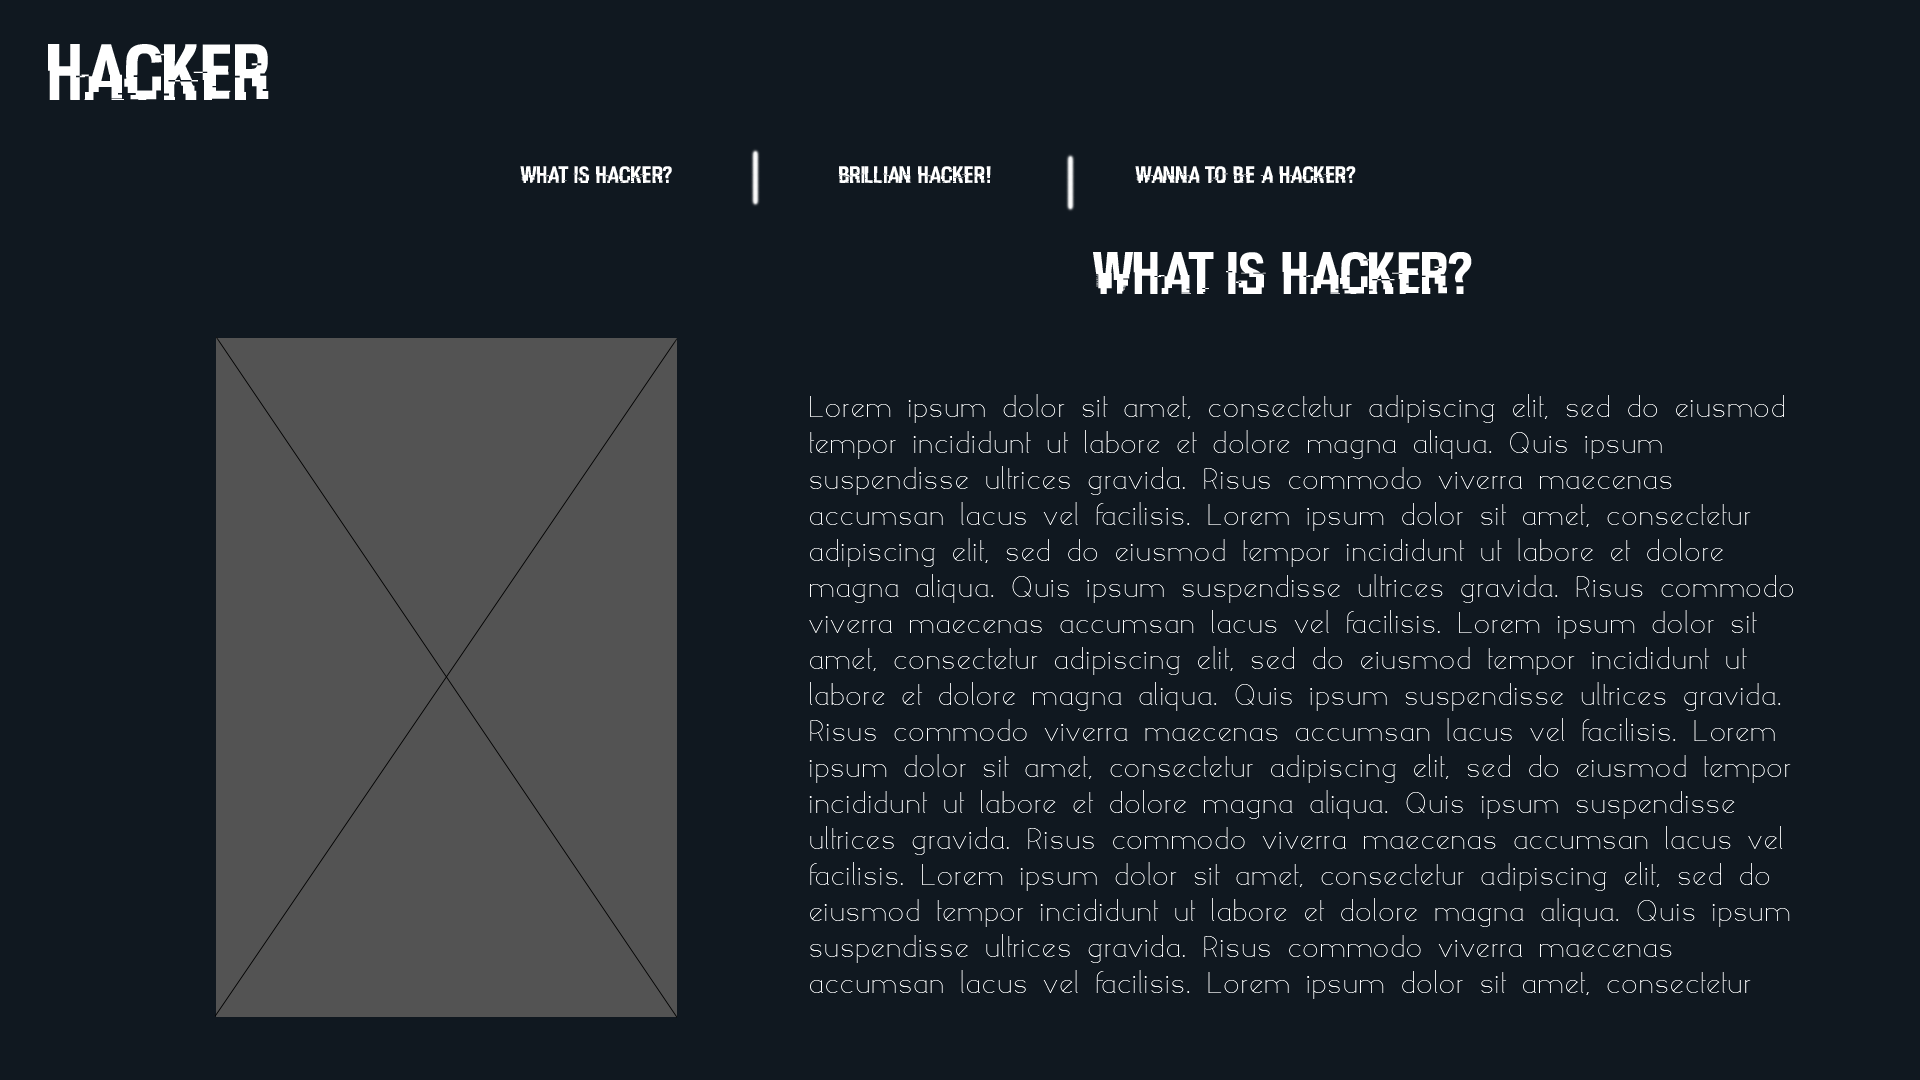 HACKER
WHAT IS HACKER?
BRILLIAN HACKER!
WANNA TO BE A HACKER?
WHAT IS HACKER?
Lorem ipsum dolor sit amet, consectetur adipiscing elit, sed do eiusmod
tempor incididunt ut labore et dolore magna aliqua. Quis ipsum
suspendisse ultrices gravida. Risus commodo viverra maecenas
accumsan lacus vel facilisis. Lorem ipsum dolor sit amet, consectetur
adipiscing elit, sed do eiusmod tempor incididunt ut labore et dolore
magna aliqua. Quis ipsum suspendisse ultrices gravida. Risus commodo
viverra maecenas accumsan lacus vel facilisis. Lorem ipsum dolor sit
amet, consectetur adipiscing elit, sed do eiusmod tempor incididunt ut
labore et dolore magna aliqua. Quis ipsum suspendisse ultrices gravida.
Risus commodo viverra maecenas accumsan lacus vel facilisis. Lorem
ipsum dolor sit amet, consectetur adipiscing elit, sed do eiusmod tempor
incididunt ut labore et dolore magna aliqua. Quis ipsum suspendisse
ultrices gravida. Risus commodo viverra maecenas accumsan lacus vel
facilisis. Lorem ipsum dolor sit amet, consectetur adipiscing elit, sed do
eiusmod tempor incididunt ut labore et dolore magna aliqua. Quis ipsum
suspendisse ultrices gravida. Risus commodo viverra maecenas
accumsan lacus vel facilisis. Lorem ipsum dolor sit amet, consectetur